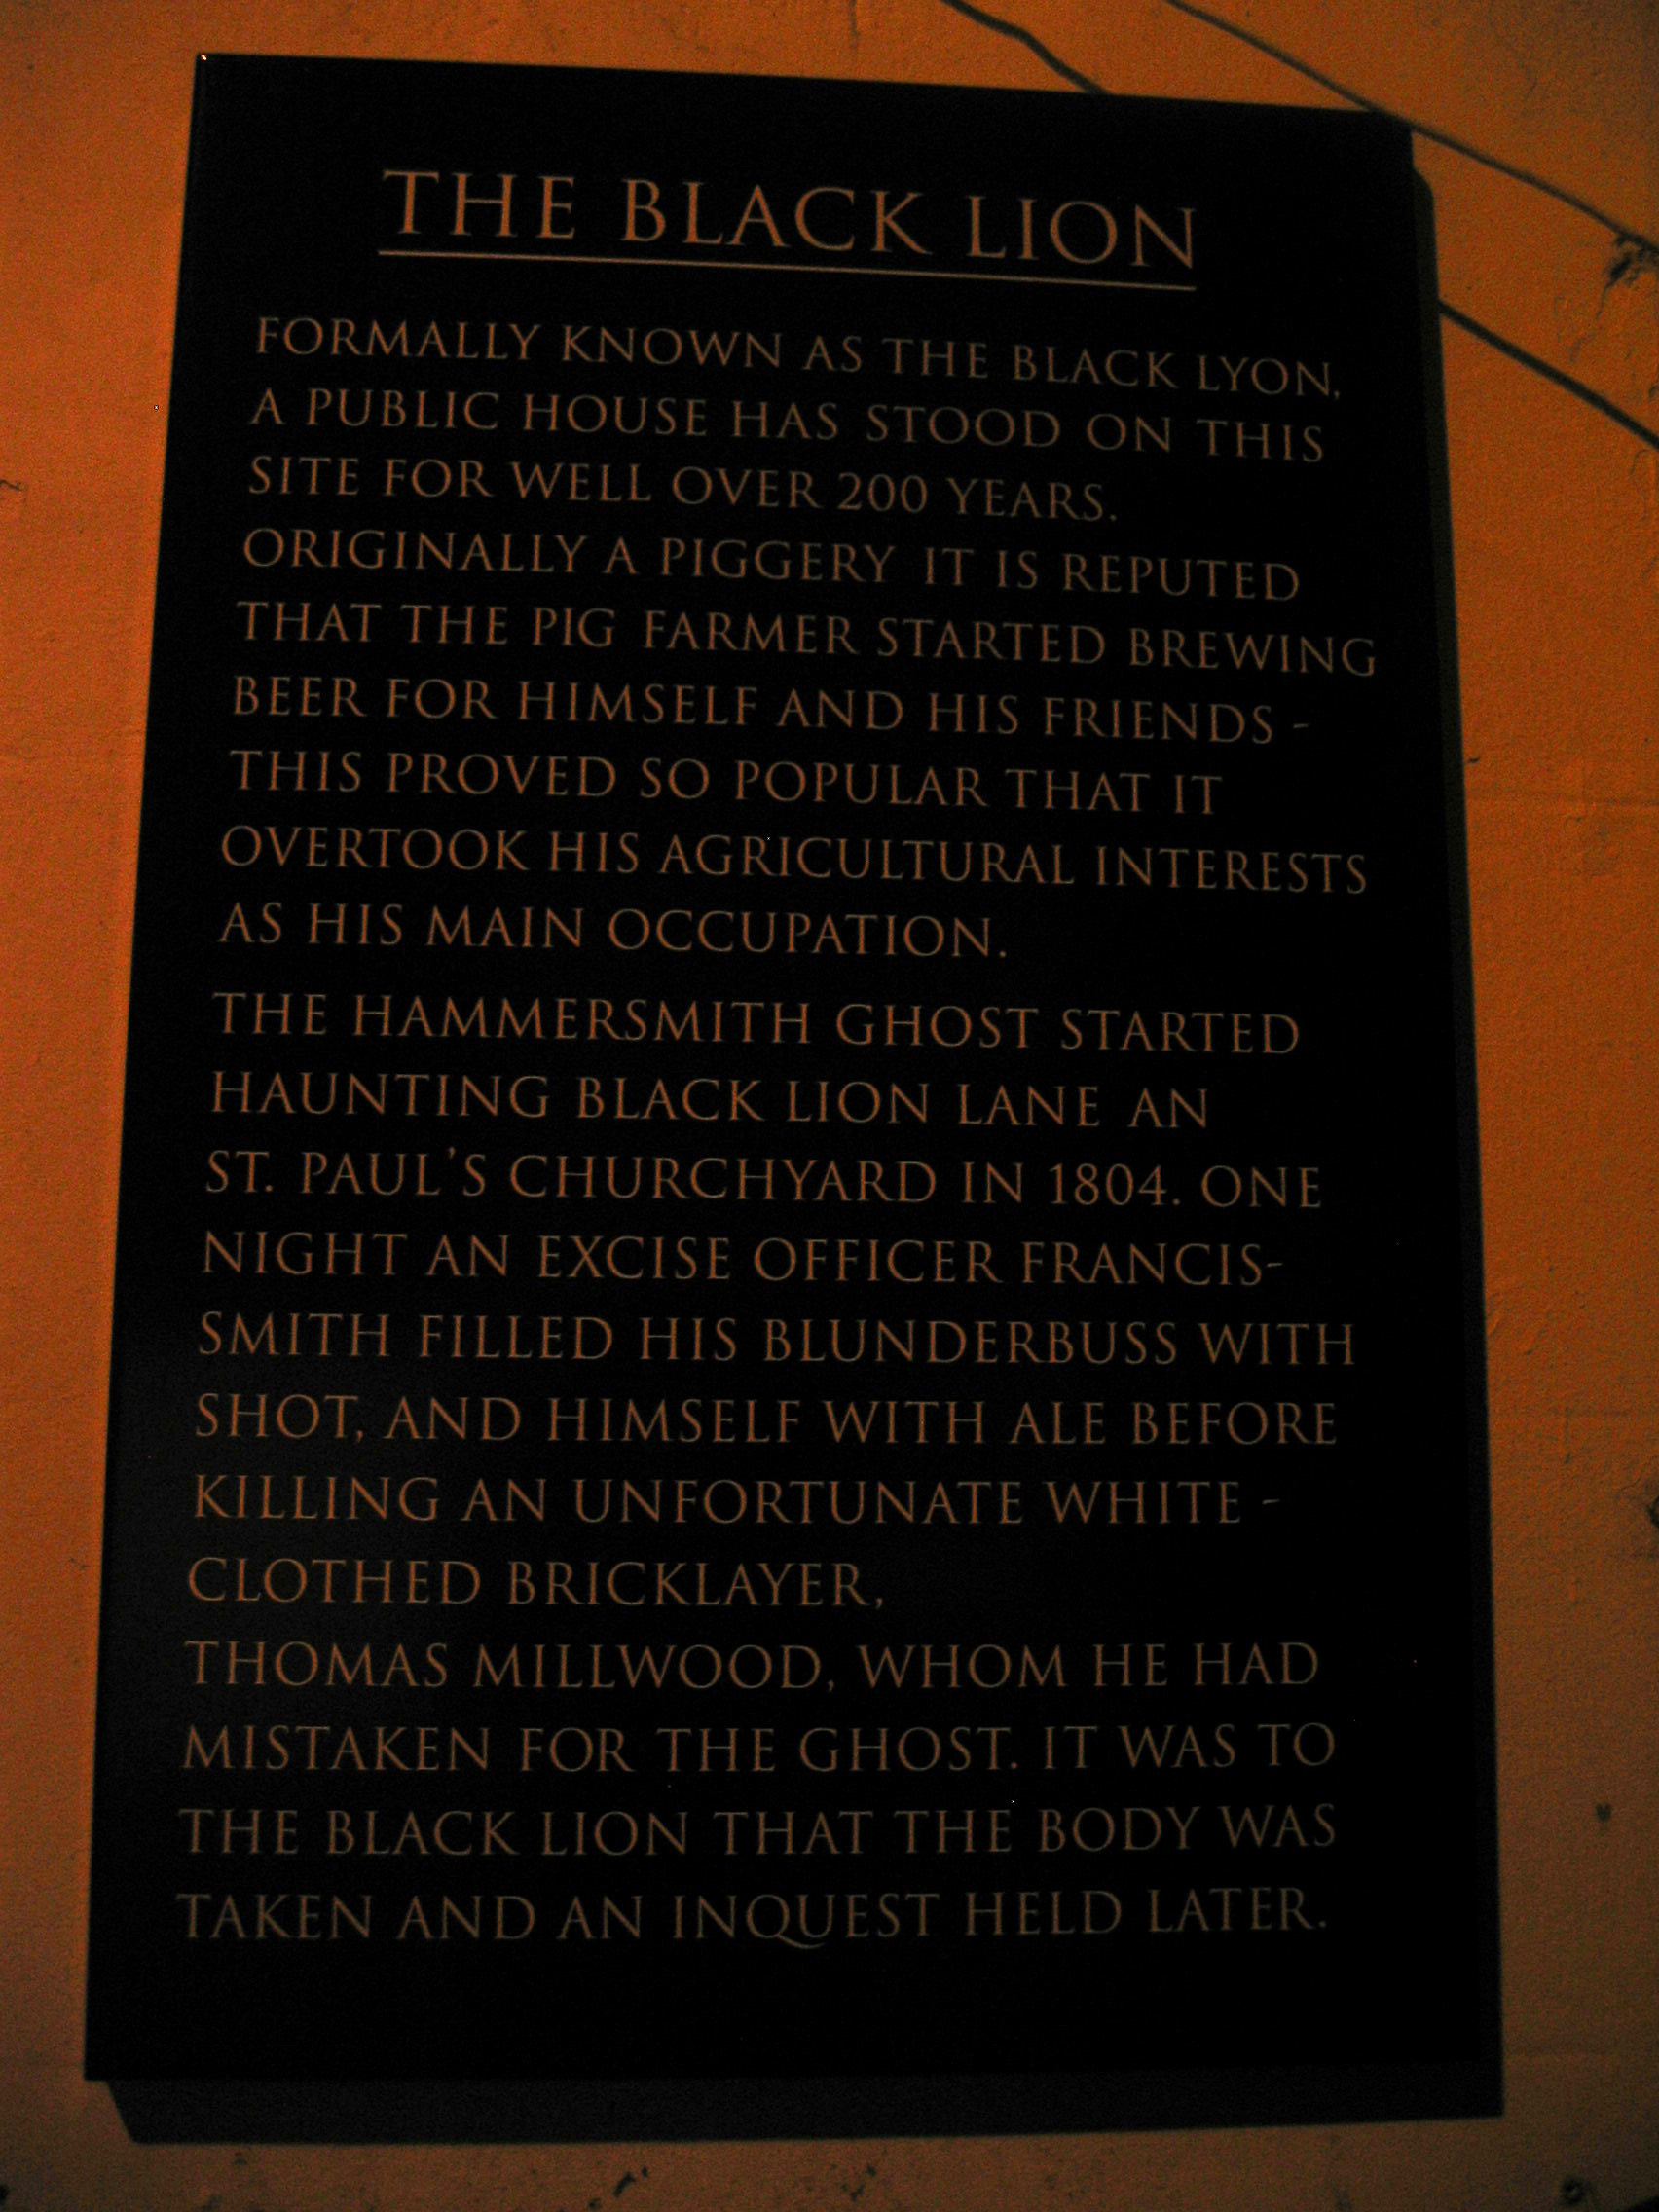 THE BLACK LION
FORMALLY KNOWN AS THE BLACK LYON,
A PUBLIC HOUSE HAS STOOD ON THIS
SITE FOR WELL OVER 200 YEARS.
ORIGINALLY A PIGGERY IT IS REPUTED
THAT THE PIG FARMER STARTED BREWING
BEER FOR HIMSELF AND HIS FRIENDS -
THIS PROVED SO POPULAR THAT IT
OVERTOOK HIS AGRICULTURAL INTERESTS
AS HIS MAIN OCCUPATION.
THE HAMMERSMITH GHOST STARTED
HAUNTING BLACK LION LANE AN
ST. PAUL'S CHURCHYARD IN 1804. ONE
NIGHT AN EXCISE OFFICER FRANCIS-
SMITH FILLED HIS BLUNDERBUSS WITH
SHOT, AND HIMSELF WITH ALE BEFORE
KILLING AN UNFORTUNATE WHITE -
CLOTHED BRICKLAYER,
THOMAS MILLWOOD, WHOM HE HAD
MISTAKEN FOR THE GHOST. IT WAS TO
THE BLACK LION THAT THE BODY WAS
TAKEN AND AN INQUEST HELD LATER.